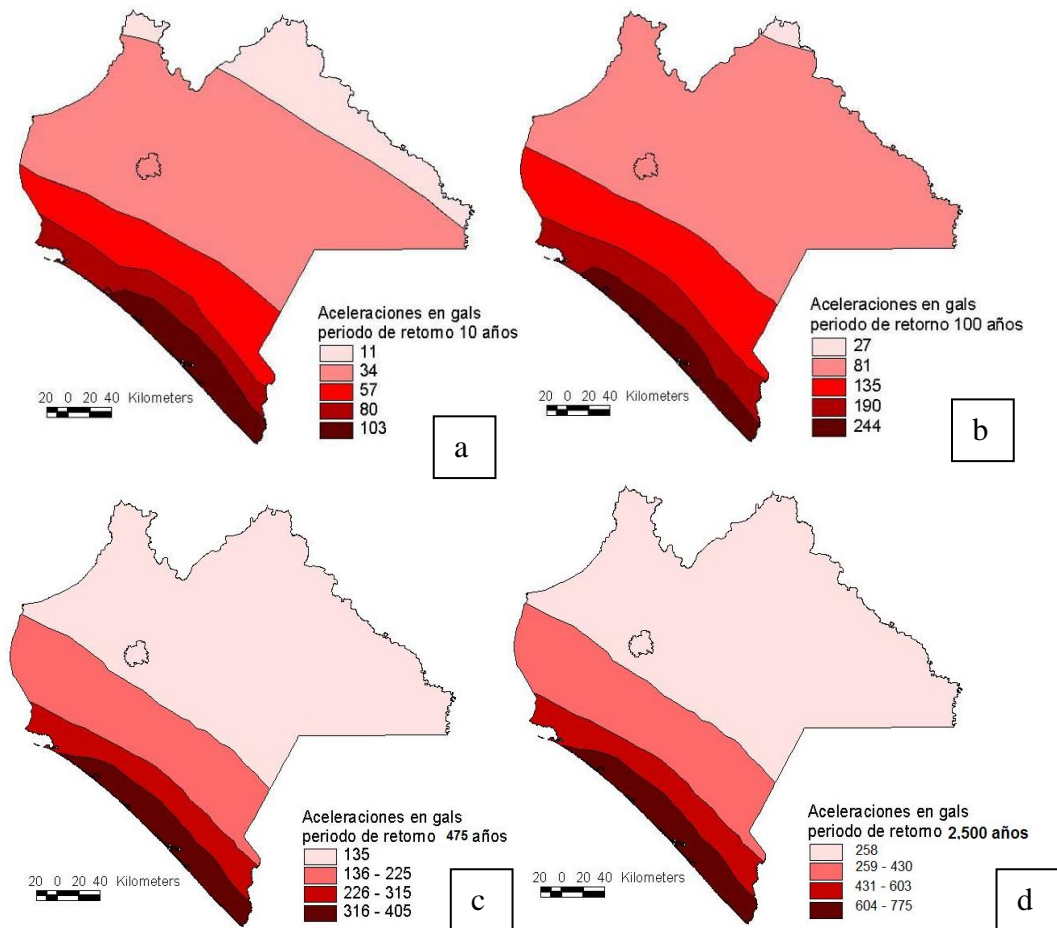 Aceleraciones en gals
periodo de retorno 10 años
11
34
57
80
103
20 0 20 40 Kilometers
a
Aceleraciones en gals
periodo de retorno 100 años
27
81
135
190
244
20 0 20 40 Kilometers
b
Aceleraciones en gals
periodo de retorno 475 años
135
136 - 225
226 - 315
316 - 405
20 0 20 40 Kilometers
c
Aceleraciones en gals
periodo de retorno 2,500 años
258
259 - 430
431 - 603
604 - 775
20 0 20 40 Kilometers
d